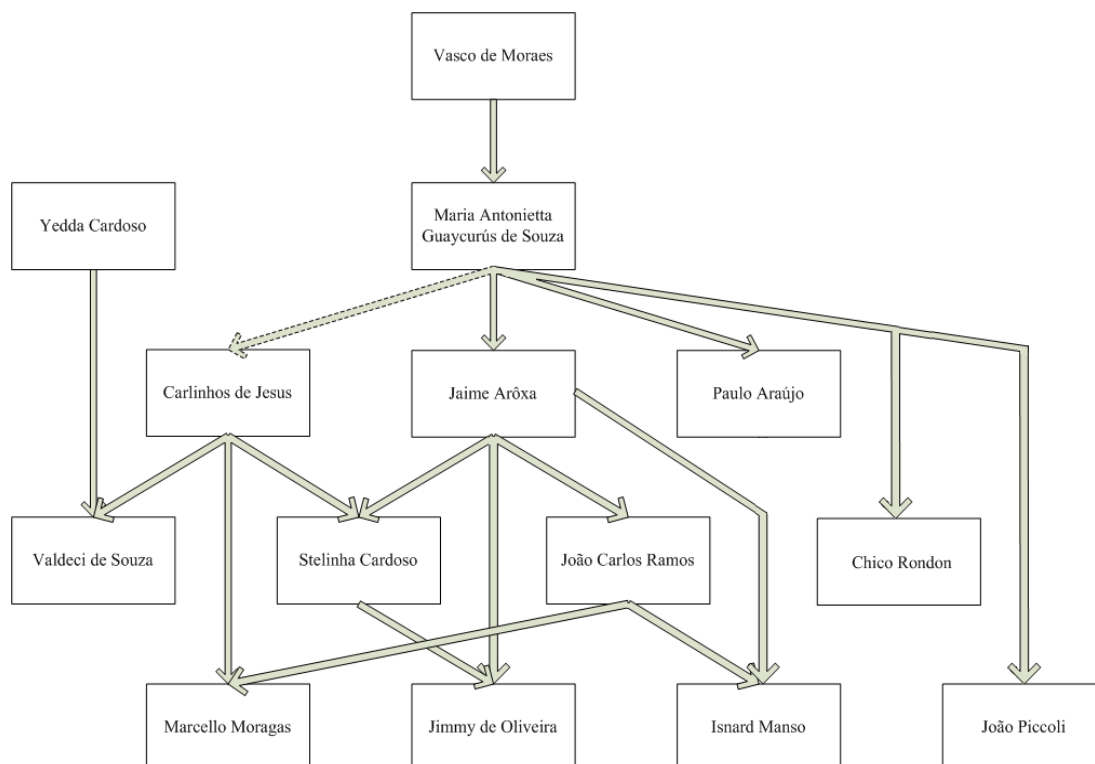 Vasco de Moraes
Yedda Cardoso
Maria Antonietta
Guaycurús de Souza
Carlinhos de Jesus
Jaime Arôxa
Paulo Araújo
Valdeci de Souza
Stelinha Cardoso
João Carlos Ramos
Chico Rondon
Marcello Moragas
Jimmy de Oliveira
Isnard Manso
João Piccoli